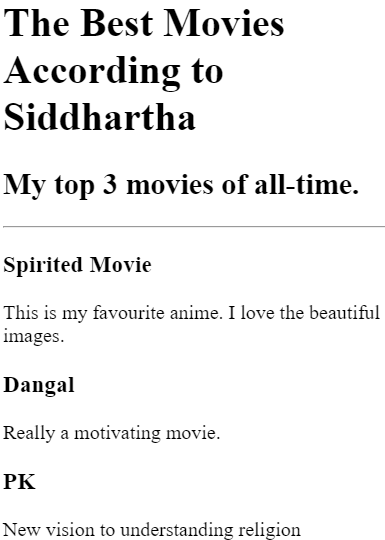 The Best Movies
According to
Siddhartha
My top 3 movies of all-time.
Spirited Movie
This is my favourite anime. I love the beautiful
images.
Dangal
Really a motivating movie.
PK
New vision to understanding religion